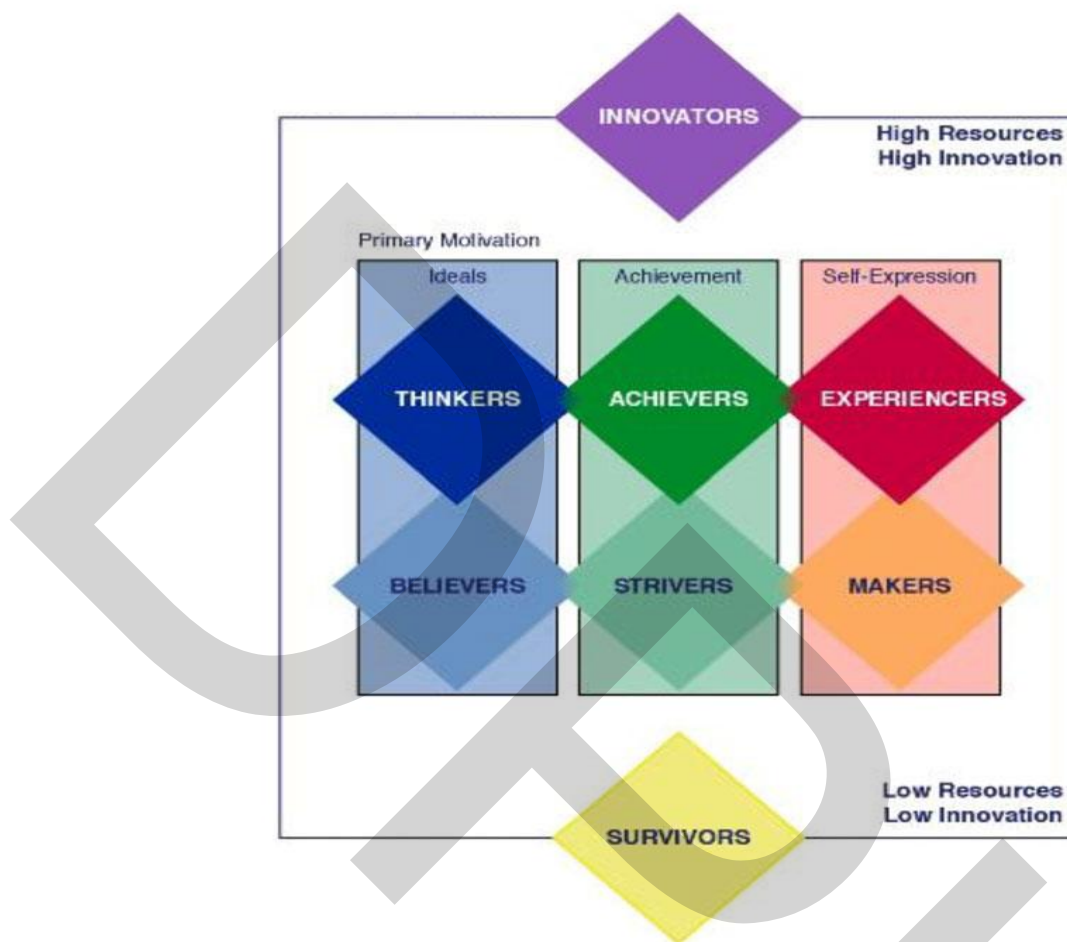 INNOVATORS
High Resources
High Innovation
Primary Motivation
Ideals
Achievement
Self-Expression
THINKERS
ACHIEVERS
EXPERIENCERS
BELIEVERS
STRIVERS
MAKERS
Low Resources
Low Innovation
SURVIVORS